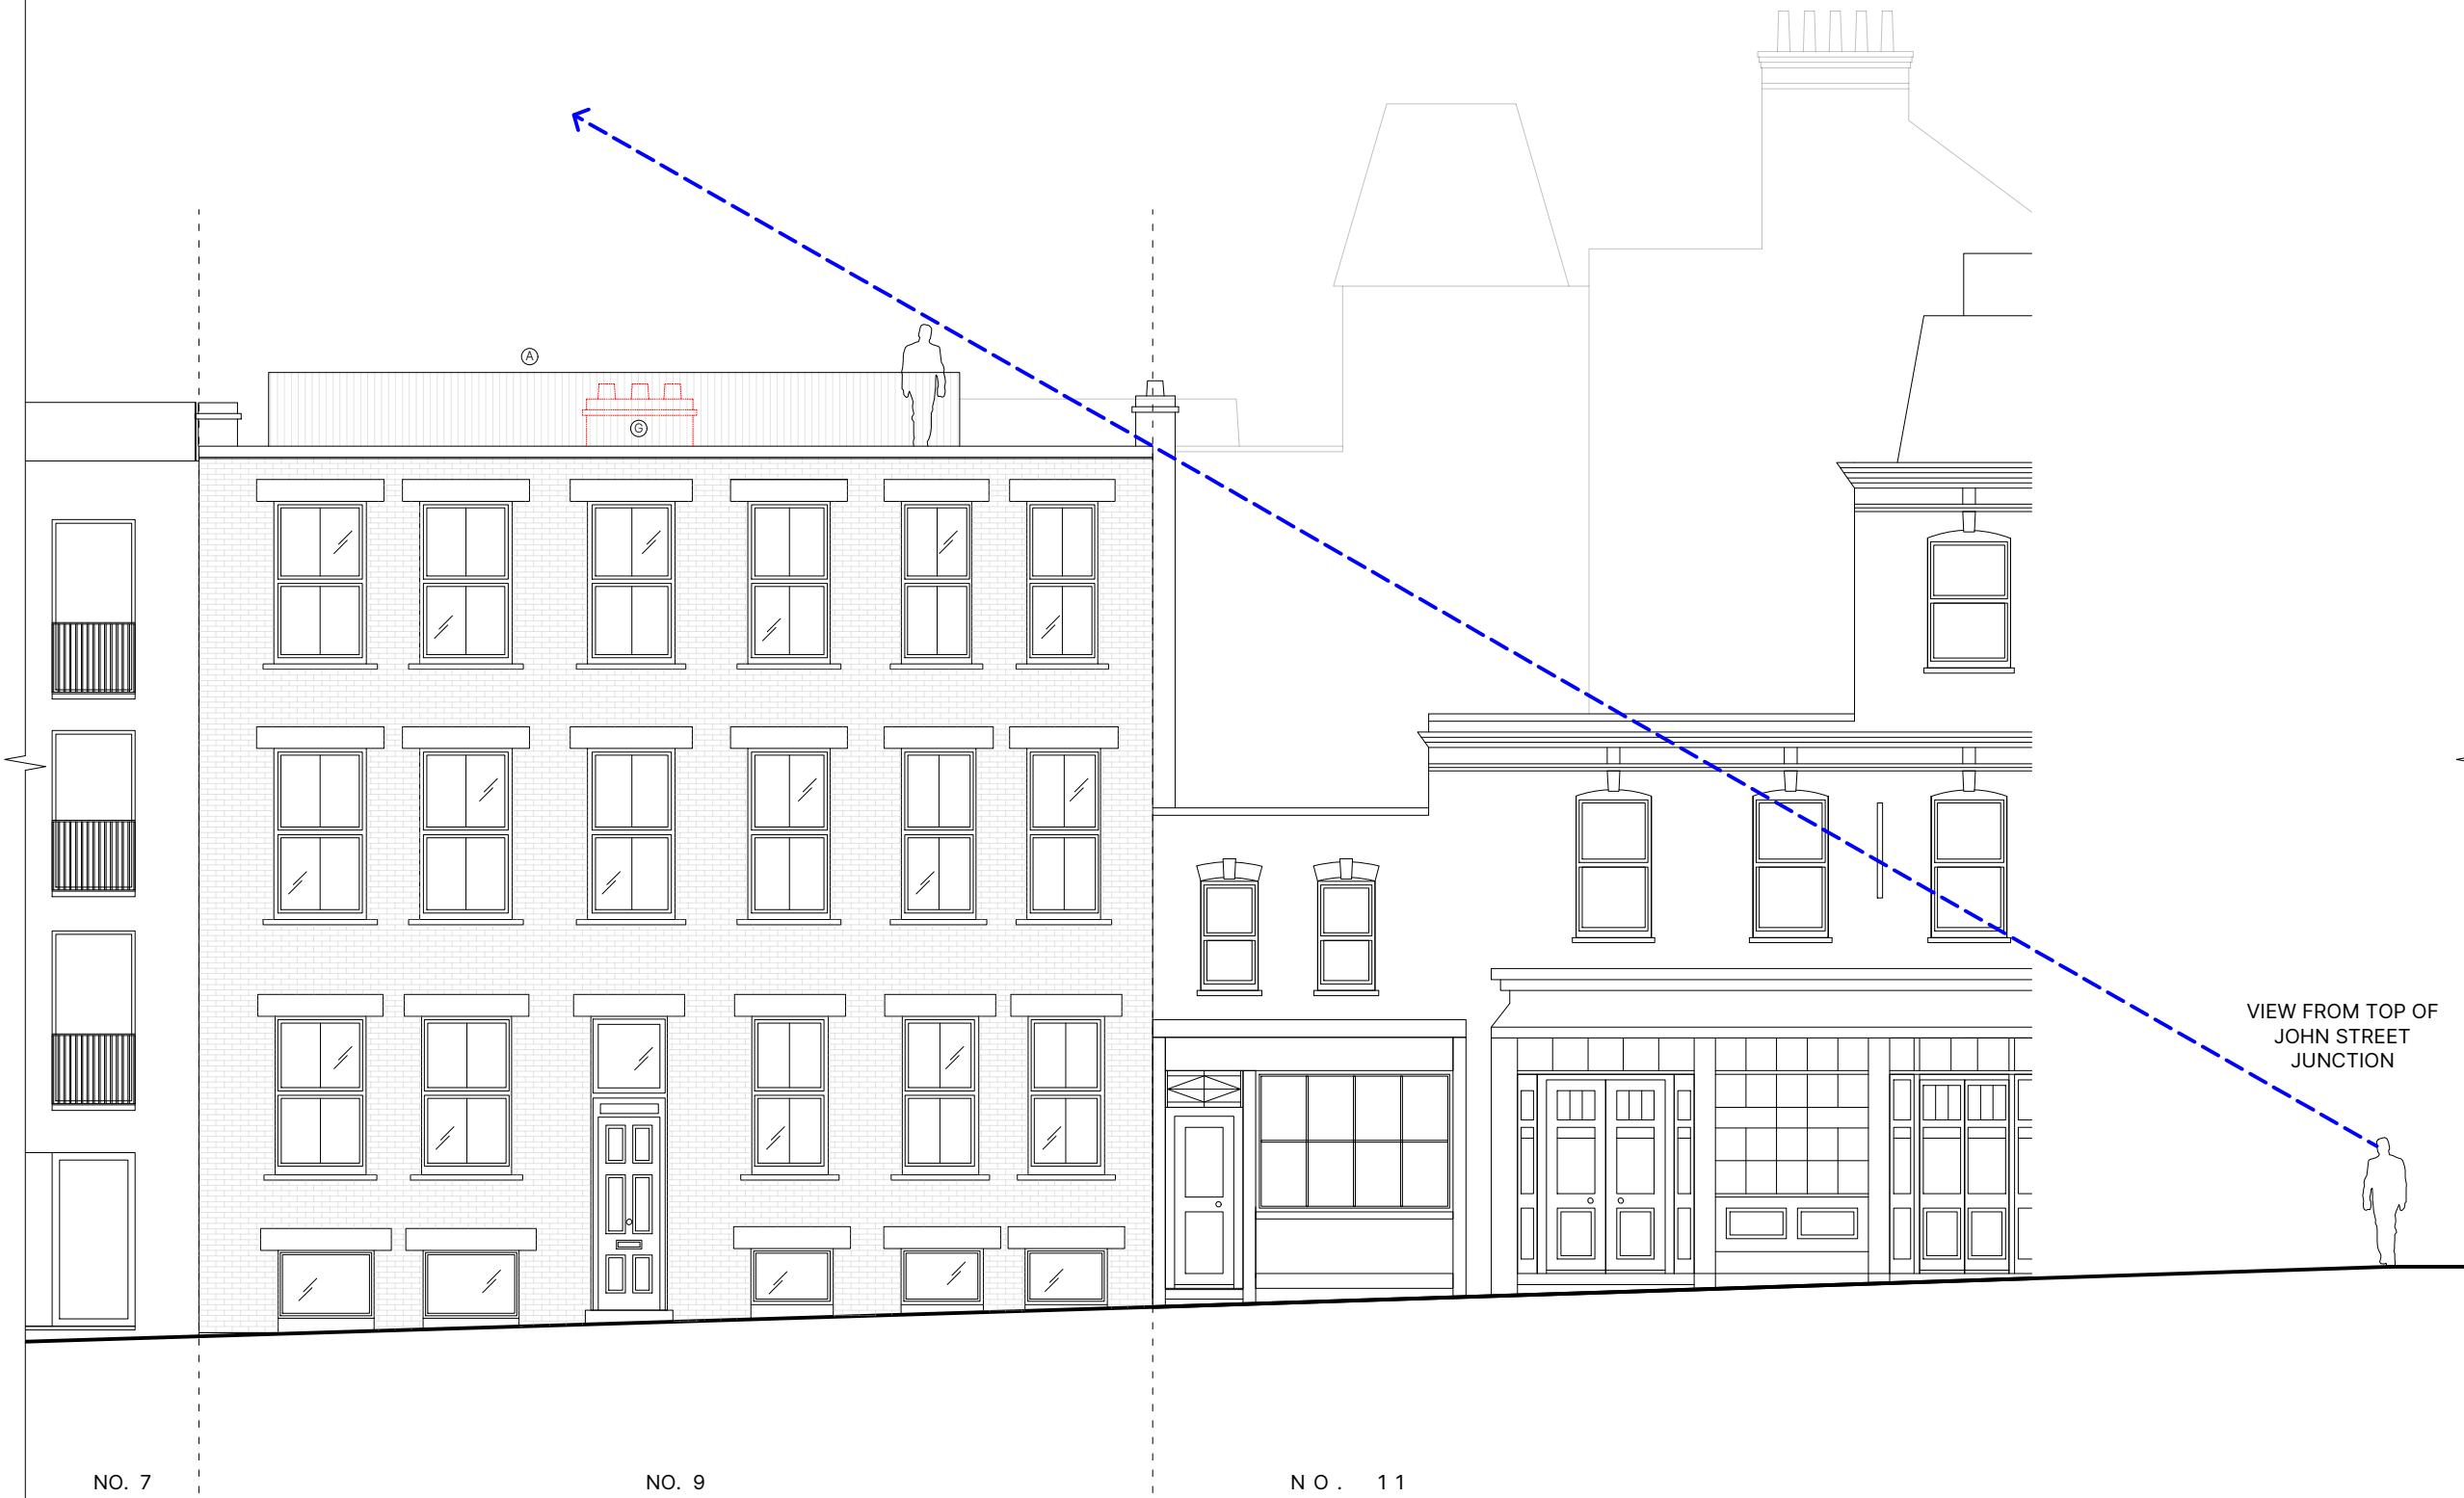 A
G
VIEW FROM TOP OF
JOHN STREET
JUNCTION
NO. 7
NO. 9
NO. 11